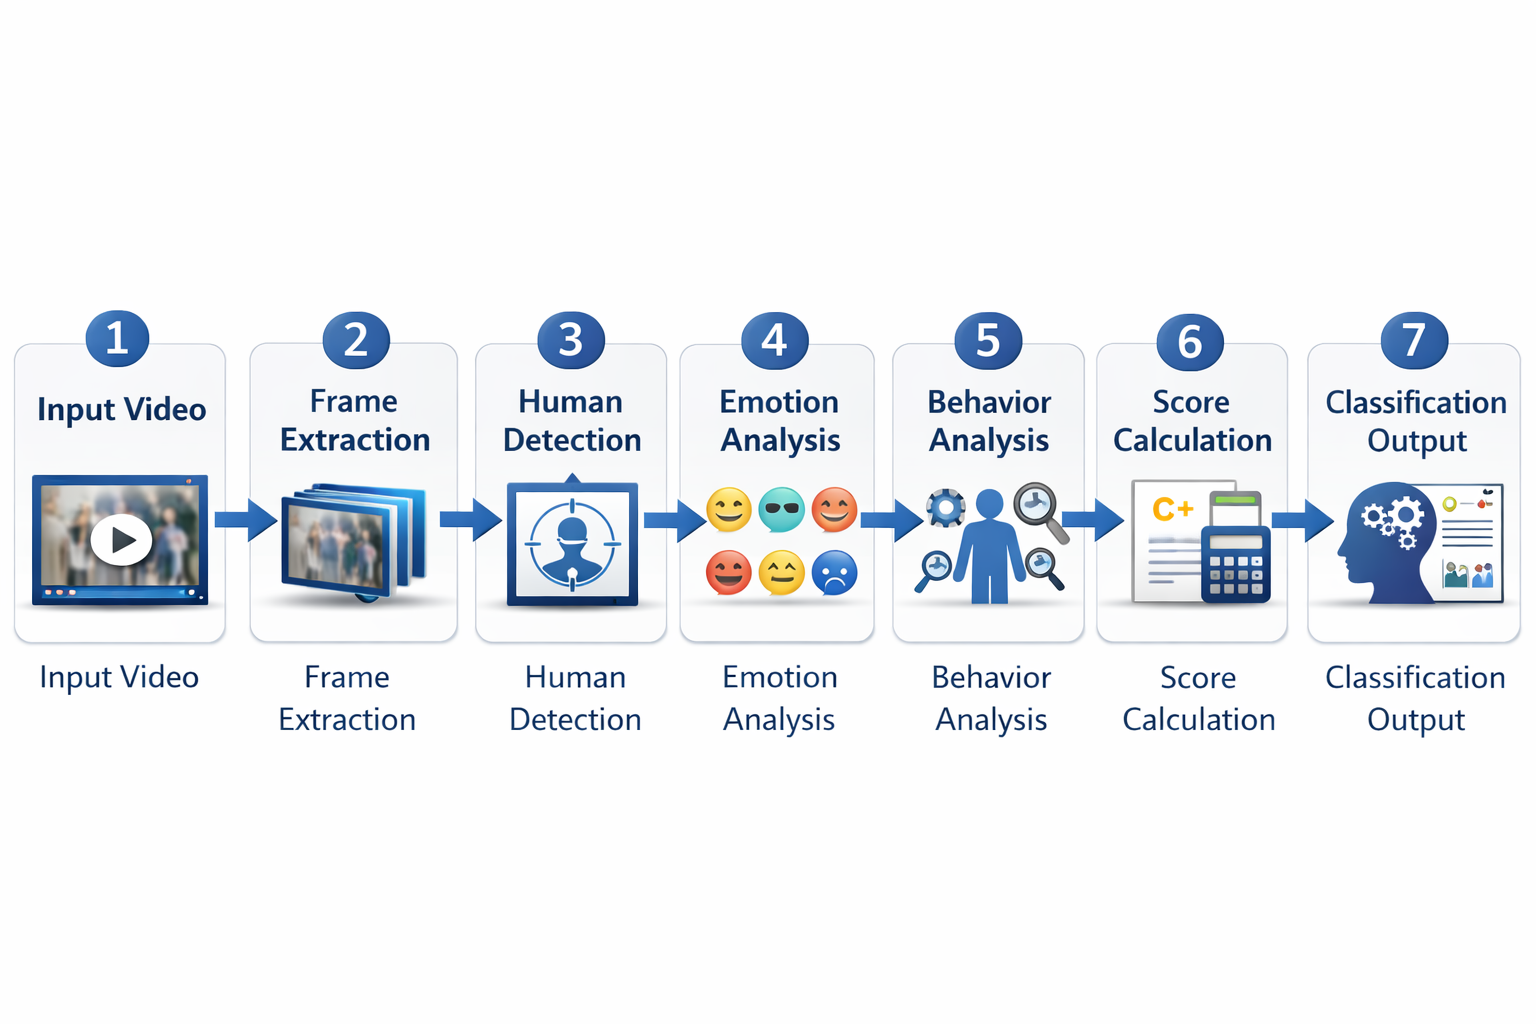 1
Input Video
2
Frame
Extraction
3
Human
Detection
4
Emotion
Analysis
5
Behavior
Analysis
6
Score
Calculation
C+
7
Classification
Output
Input Video
Frame
Extraction
Human
Detection
Emotion
Analysis
Behavior
Analysis
Score
Calculation
Classification
Output